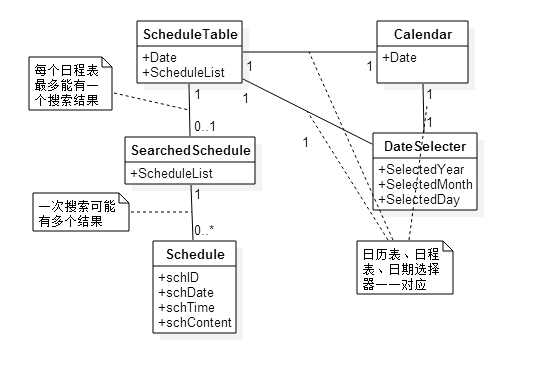 ScheduleTable
+Date
+ScheduleList
Calendar
+Date
1
1
每个日程表
最多能有一
个搜索结果
1
1
1
0..1
1
1
SearchedSchedule
+ScheduleList
DateSelecter
+SelectedYear
+SelectedMonth
+SelectedDay
一次搜索可能
有多个结果
1
0..*
Schedule
+schID
+schDate
+schTime
+schContent
日历表、日程
表、日期选择
器一一对应